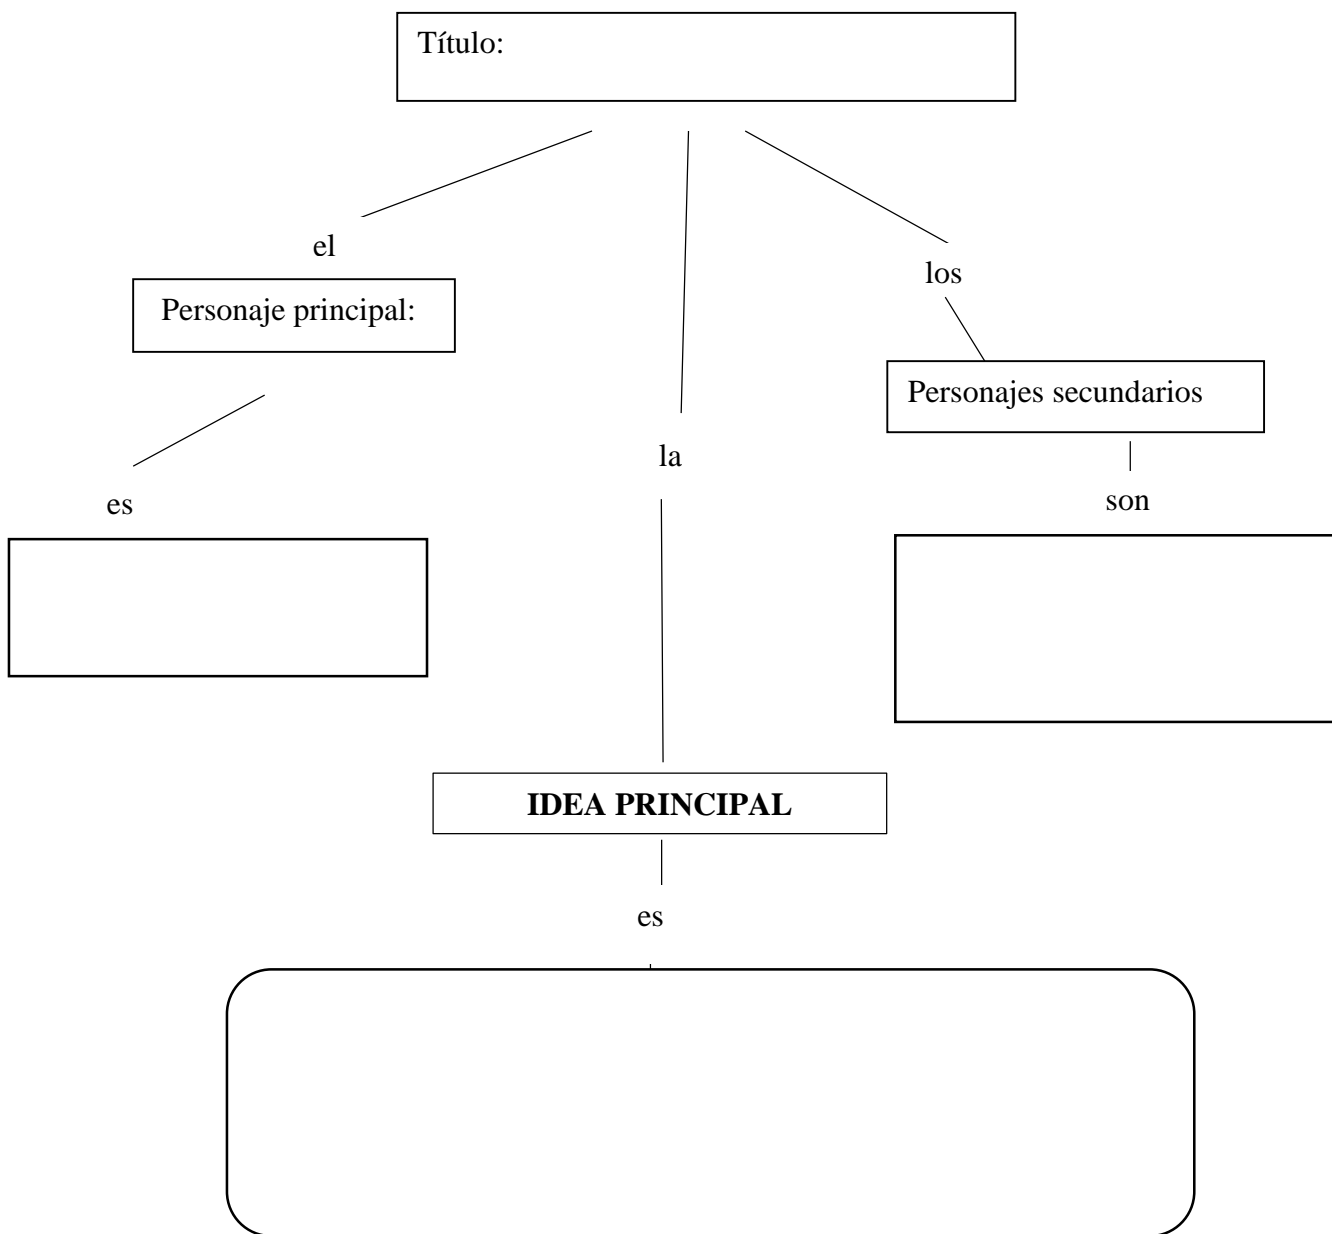 Título:
el
los
Personaje principal:
Personajes secundarios
la
es
son
IDEA PRINCIPAL
es